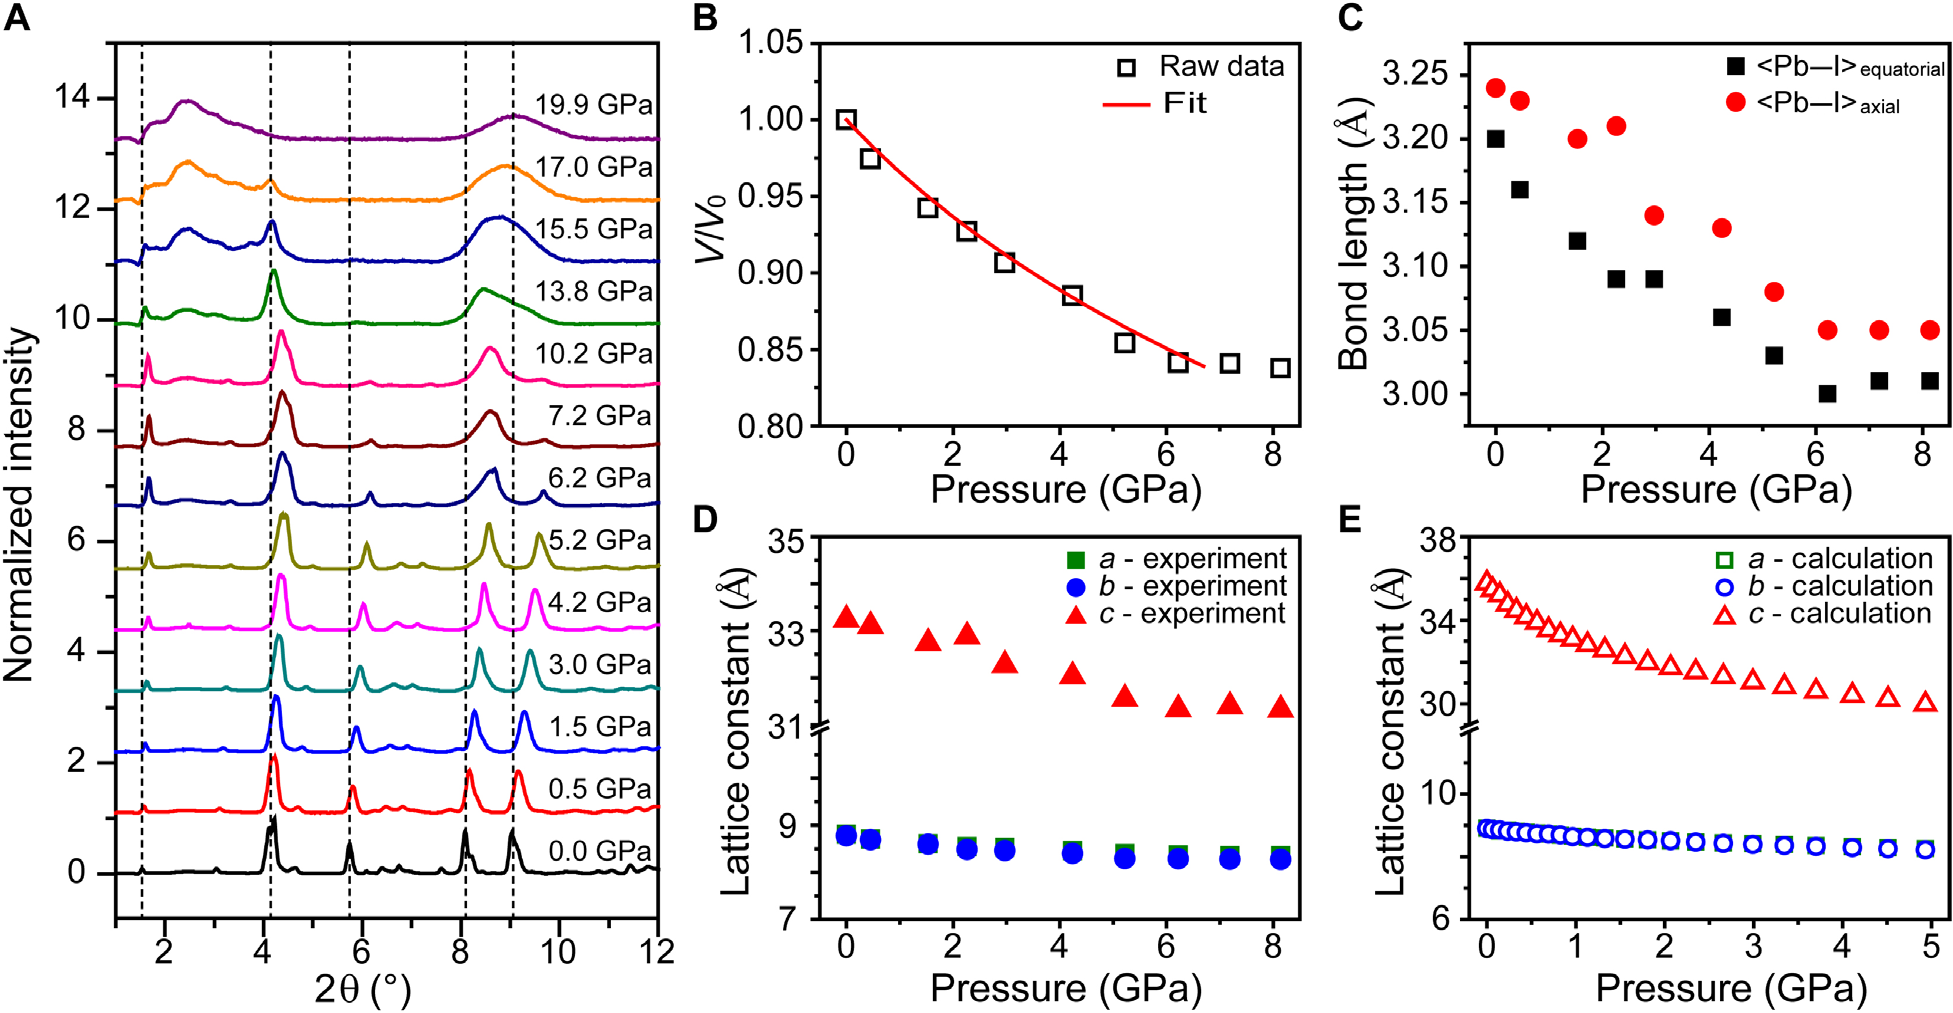 A
Normalized intensity
14
12
10
8
6
4
2
0
19.9 GPa
17.0 GPa
15.5 GPa
13.8 GPa
10.2 GPa
7.2 GPa
6.2 GPa
5.2 GPa
4.2 GPa
3.0 GPa
1.5 GPa
0.5 GPa
0.0 GPa
2 4 6 8 10 12
2θ (°)
B
V/V0
1.05
1.00
0.95
0.90
0.85
0.80
Raw data
Fit
0 2 4 6 8
Pressure (GPa)
C
Bond length (Å)
3.25
3.20
3.15
3.10
3.05
3.00
<Pb—I>equatorial
<Pb—I>axial
0 2 4 6 8
Pressure (GPa)
D
Lattice constant (Å)
35
33
31
9
7
a - experiment
b - experiment
c - experiment
0 2 4 6 8
Pressure (GPa)
E
Lattice constant (Å)
38
34
30
10
6
a - calculation
b - calculation
c - calculation
0 1 2 3 4 5
Pressure (GPa)